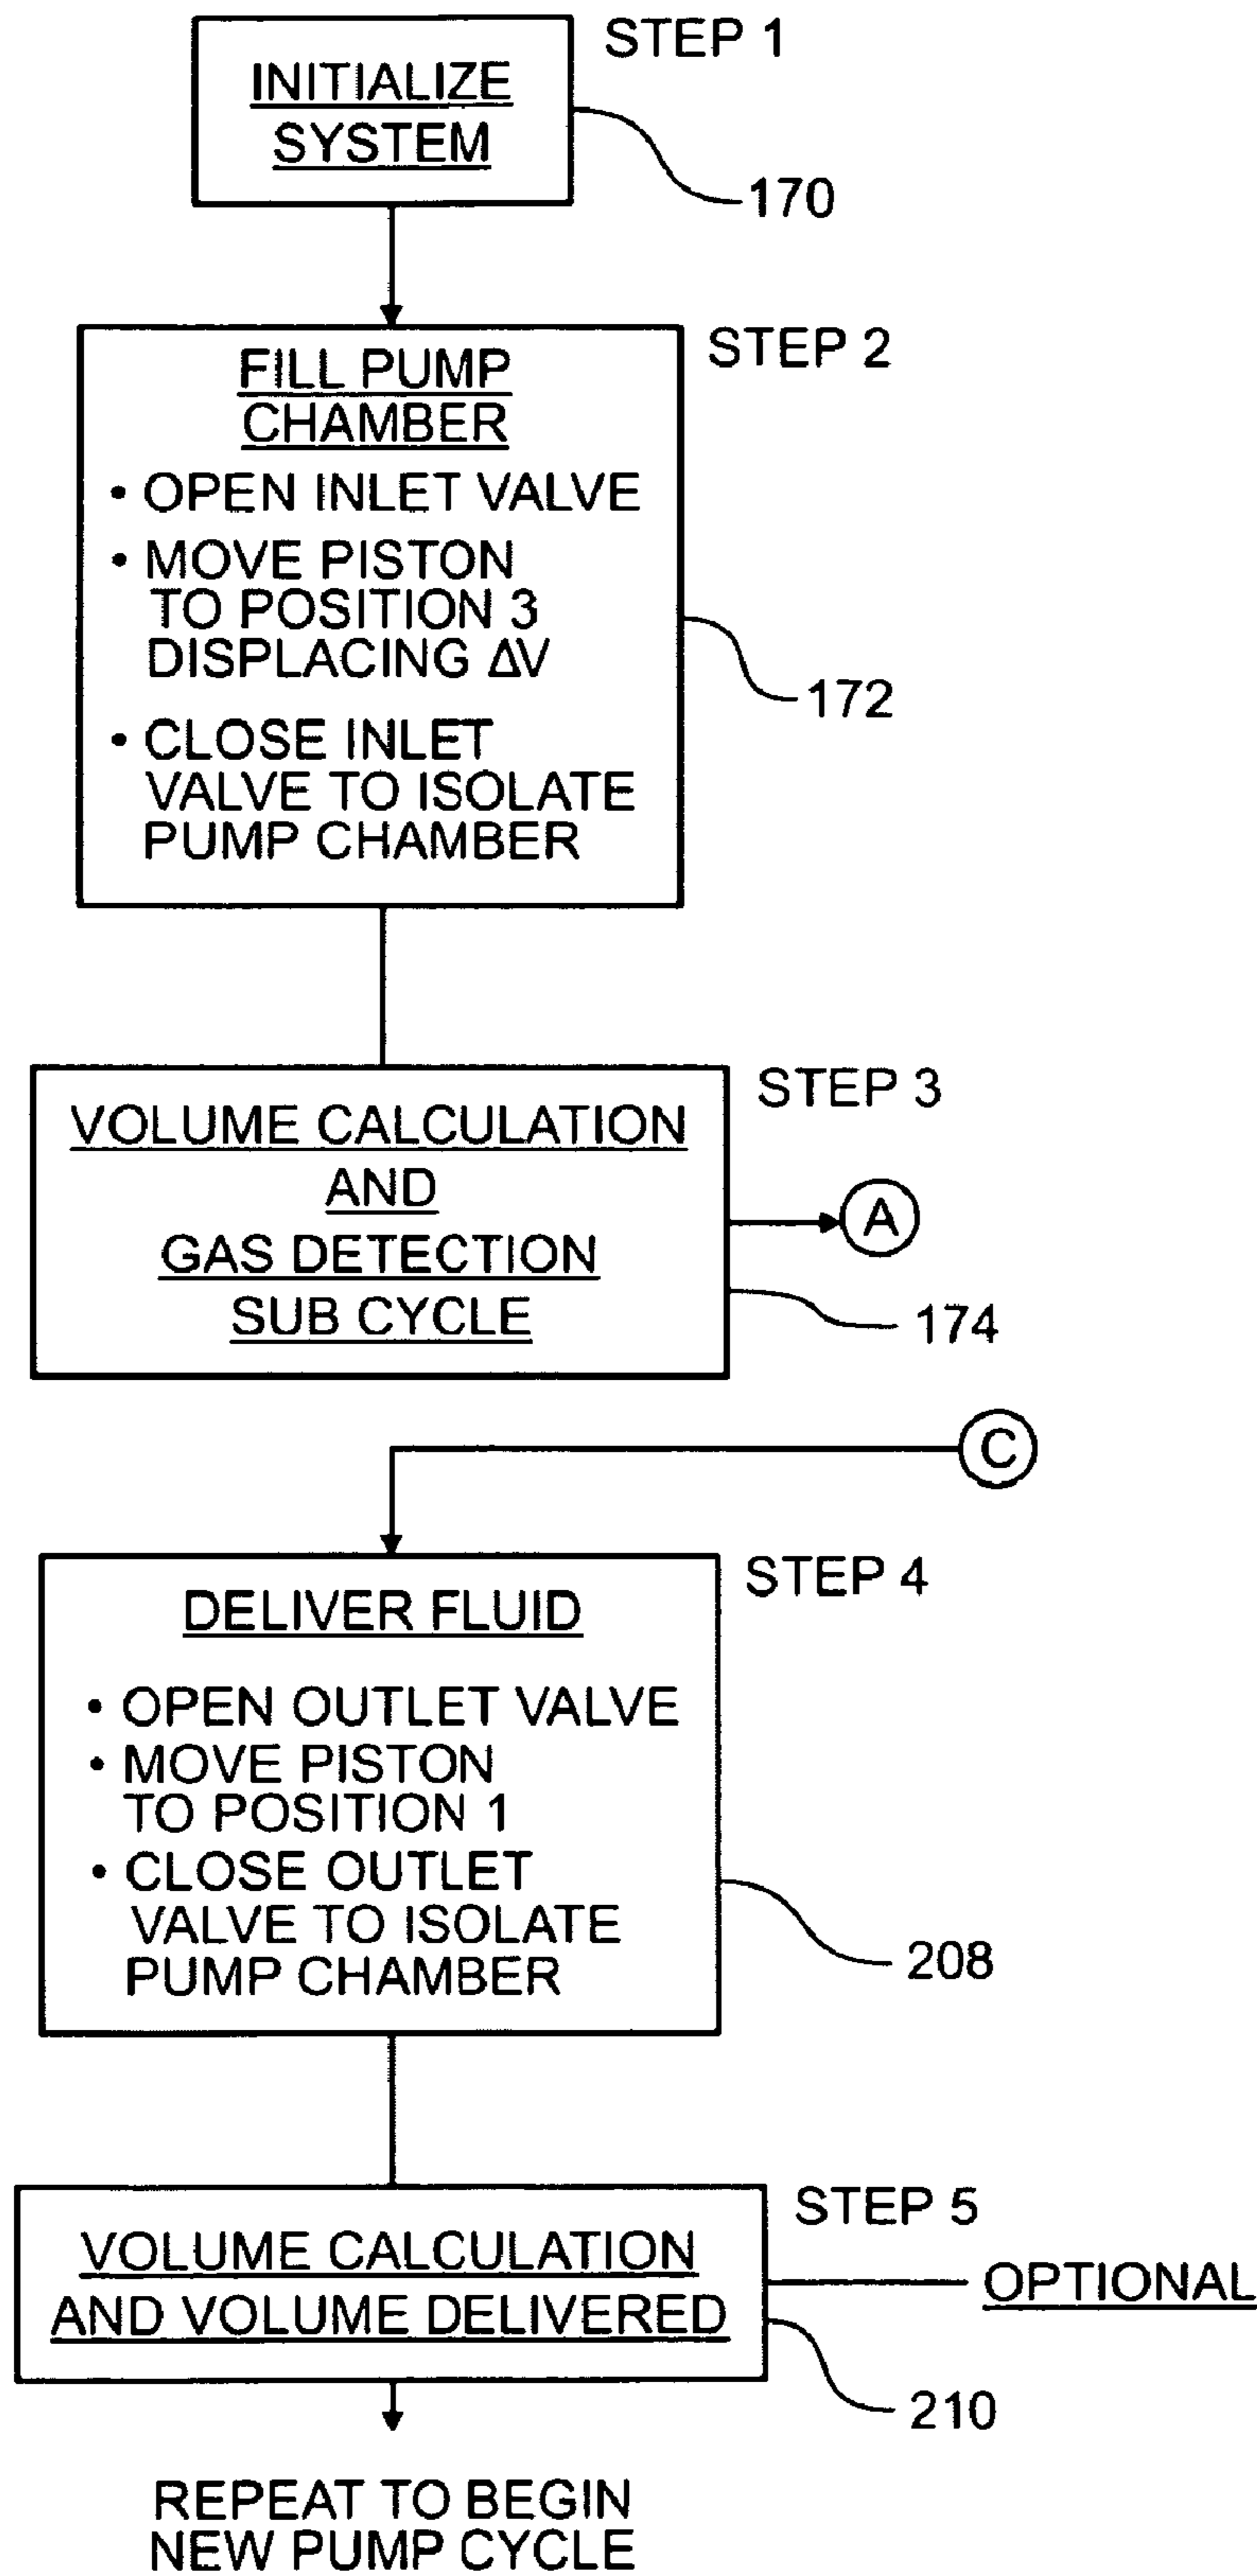 STEP 1
INITIALIZE
SYSTEM
170
STEP 2
FILL PUMP
CHAMBER
• OPEN INLET VALVE
• MOVE PISTON
TO POSITION 3
DISPLACING ΔV
• CLOSE INLET
VALVE TO ISOLATE
PUMP CHAMBER
172
STEP 3
VOLUME CALCULATION
AND
GAS DETECTION
SUB CYCLE
A
174
C
STEP 4
DELIVER FLUID
• OPEN OUTLET VALVE
• MOVE PISTON
TO POSITION 1
• CLOSE OUTLET
VALVE TO ISOLATE
PUMP CHAMBER
208
STEP 5
VOLUME CALCULATION
AND VOLUME DELIVERED
OPTIONAL
210
REPEAT TO BEGIN
NEW PUMP CYCLE